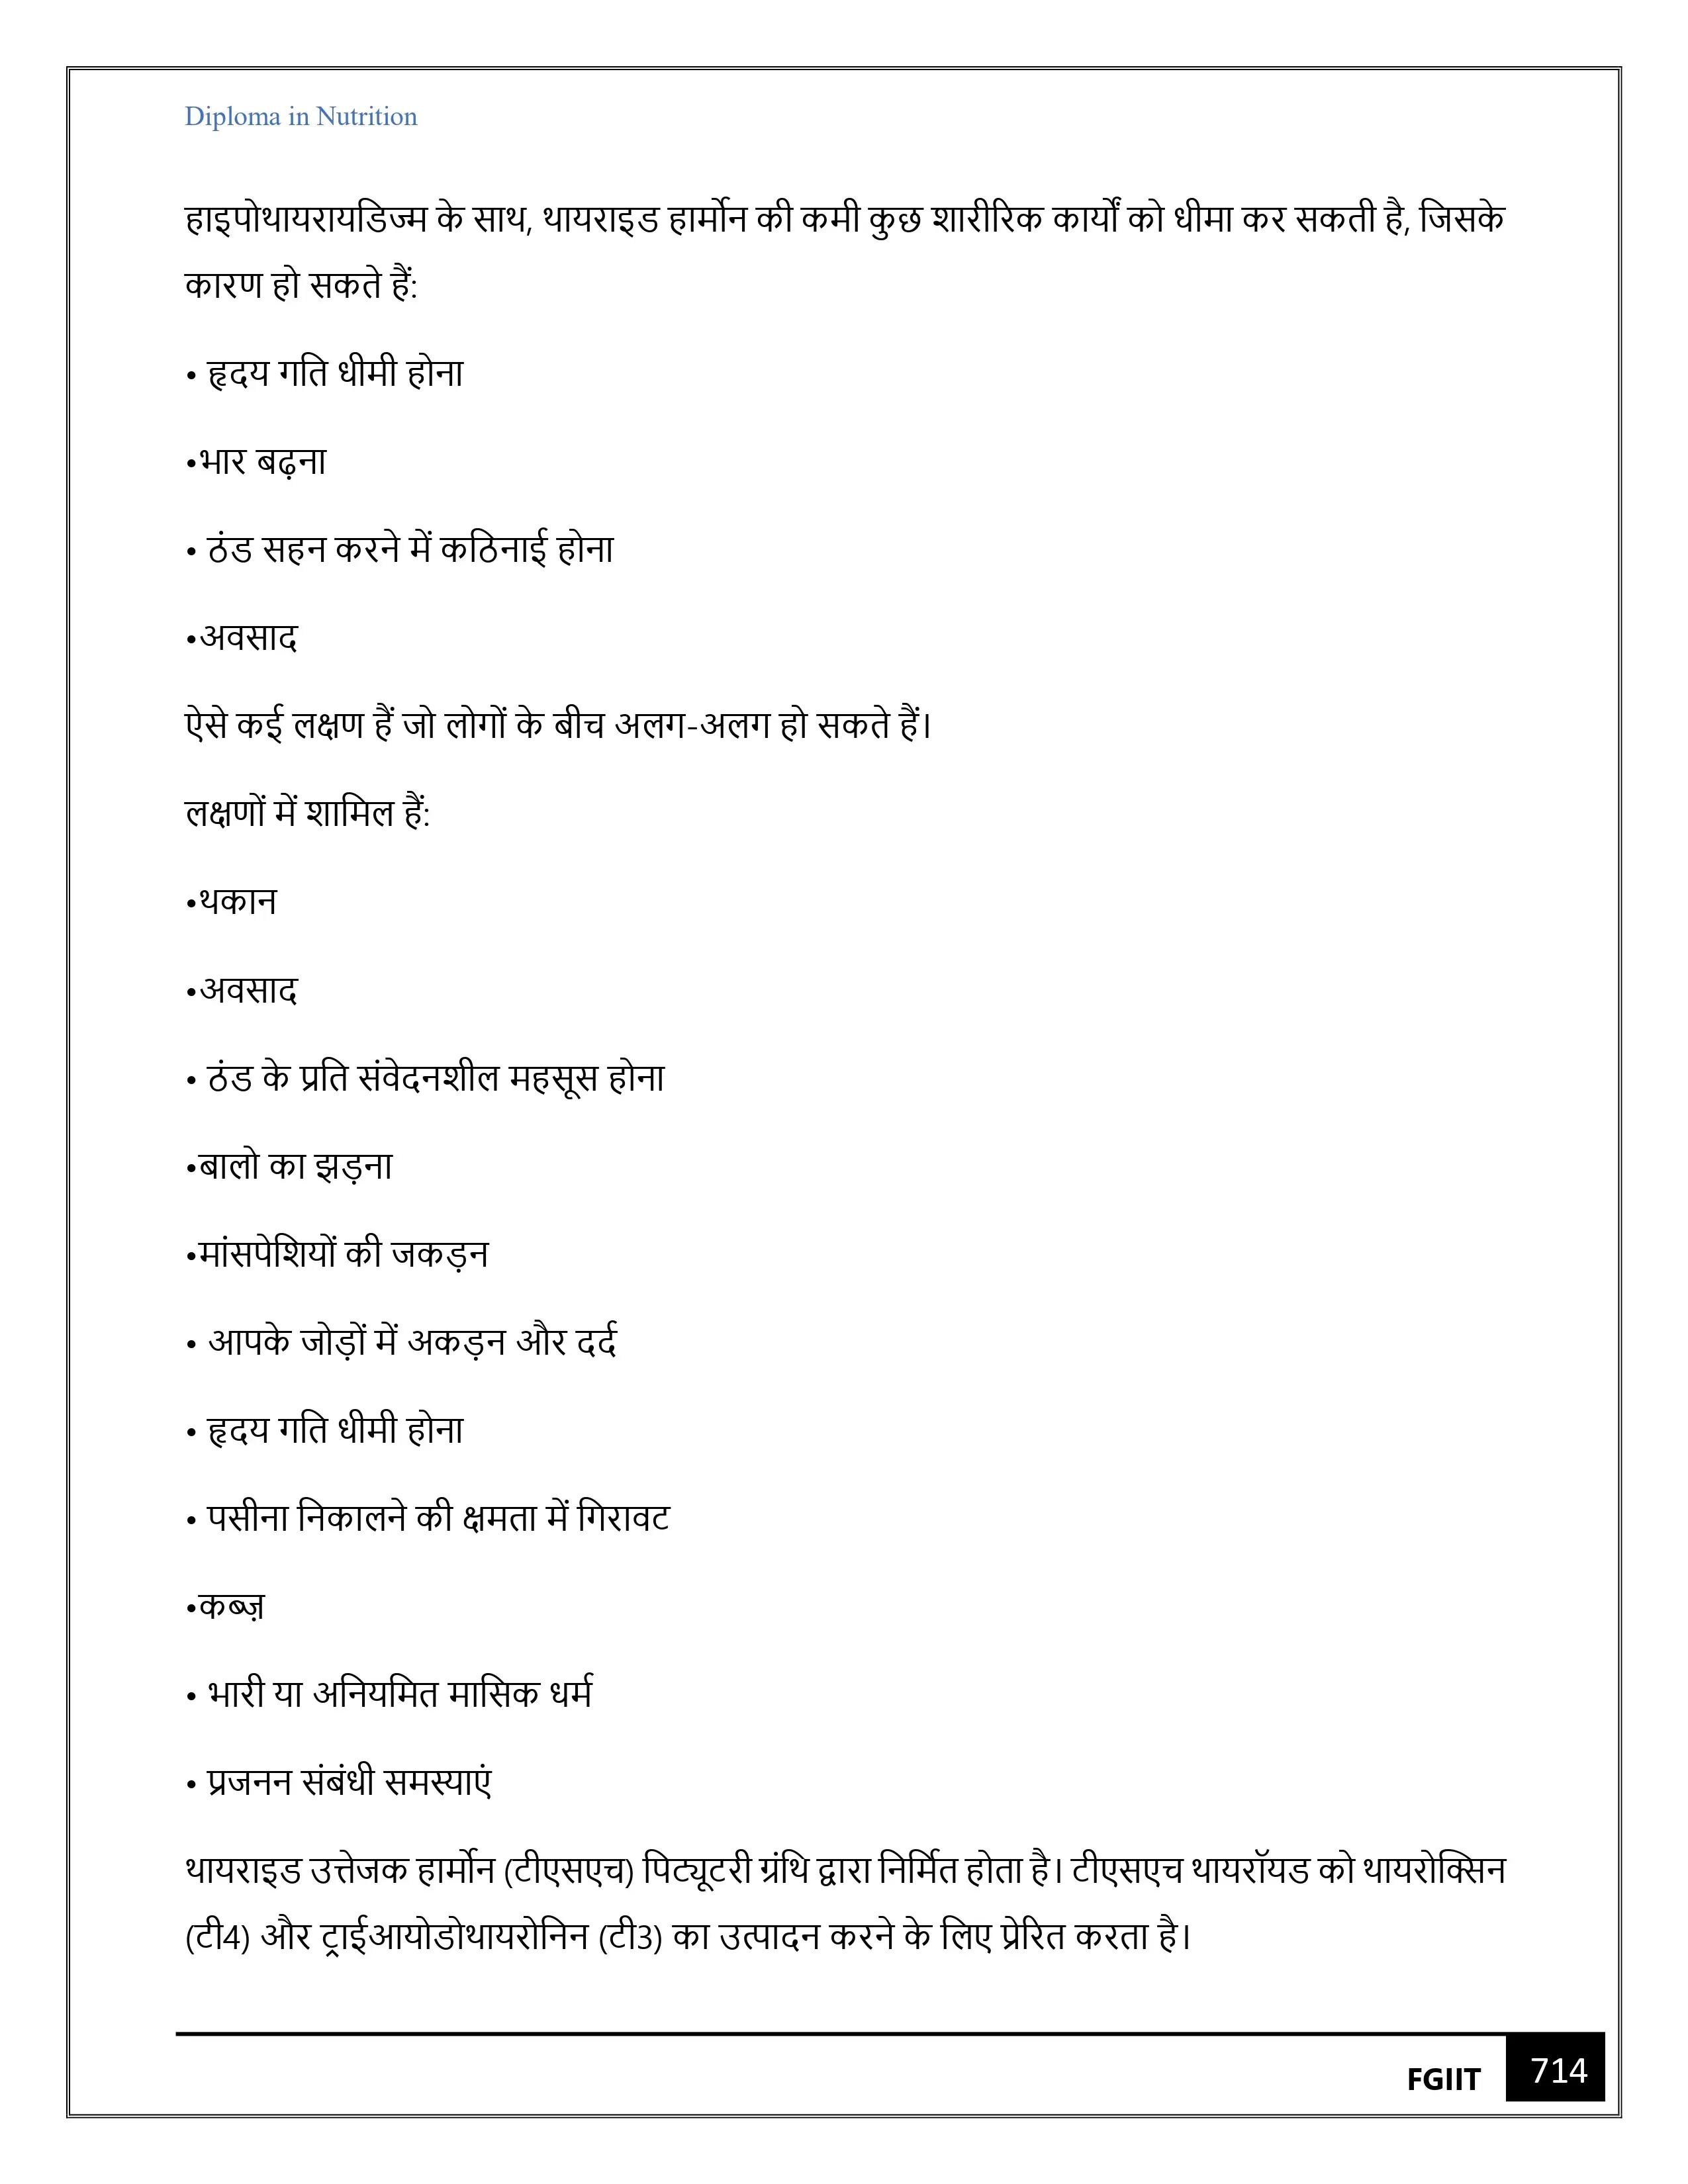 Diploma in Nutrition
हाइपोथायरायडिज्म के साथ, थायराइड हार्मोन की कमी कुछ शारीरिक कार्यों को धीमा कर सकती है, जिसके
कारण हो सकते हैं:
• हृदय गति धीमी होना
•भार बढ़ना
• ठंड सहन करने में कठिनाई होना
•अवसाद
ऐसे कई लक्षण हैं जो लोगों के बीच अलग-अलग हो सकते हैं।
लक्षणों में शामिल हैं:
•थकान
•अवसाद
• ठंड के प्रति संवेदनशील महसूस होना
•बालो का झड़ना
•मांसपेशियों की जकड़न
• आपके जोड़ों में अकड़न और दर्द
• हृदय गति धीमी होना
• पसीना निकालने की क्षमता में गिरावट
•कब्ज़
• भारी या अनियमित मासिक धर्म
• प्रजनन संबंधी समस्याएं
थायराइड उत्तेजक हार्मोन (टीएसएच) पिट्यूटरी ग्रंथि द्वारा निर्मित होता है। टीएसएच थायरॉयड को थायरोक्सिन
(टी4) और ट्राईआयोडोथायरोनिन (टी3) का उत्पादन करने के लिए प्रेरित करता है।
FGIIT 714